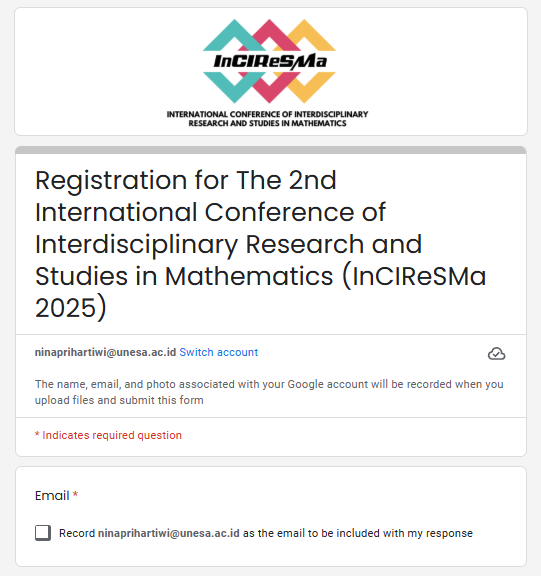 InCIReSMa
INTERNATIONAL CONFERENCE OF INTERDISCIPLINARY
RESEARCH AND STUDIES IN MATHEMATICS
Registration for The 2nd
International Conference of
Interdisciplinary Research and
Studies in Mathematics (InCIReSMa
2025)
ninaprihartiwi@unesa.ac.id Switch account
The name, email, and photo associated with your Google account will be recorded when you
upload files and submit this form
* Indicates required question
Email *
Record ninaprihartiwi@unesa.ac.id as the email to be included with my response